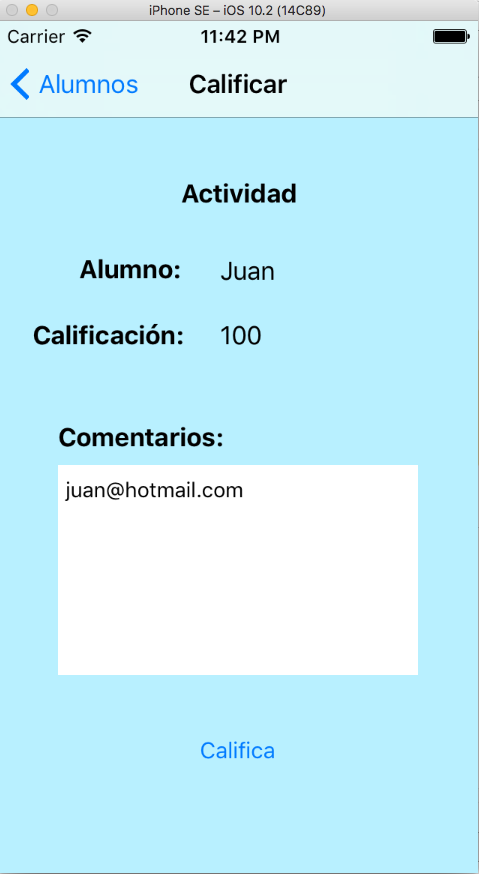 iPhone SE – iOS 10.2 (14C89)
Carrier 11:42 PM
Alumnos Calificar
Actividad
Alumno: Juan
Calificación: 100
Comentarios:
juan@hotmail.com
Califica